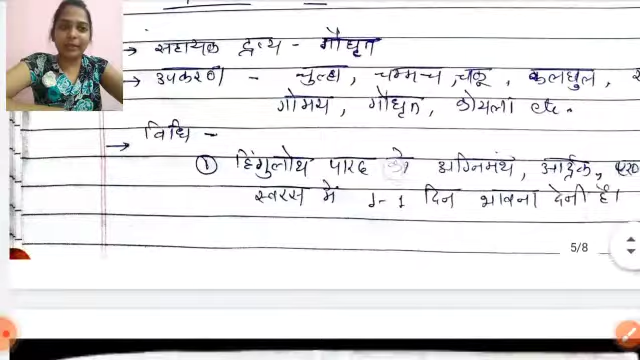 → सहायक द्रव्य - गौघृत
→ उपकरण - चुल्हा, चम्मच, चाकू, कलघुल,
गोमय, गौघृत, कोयला etc.
→ विधि -
① हिंगुलोथ पारद को अग्निमंथ, आर्द्रक,
स्वरस में 1-1 दिन भावना देनी है।
5/8